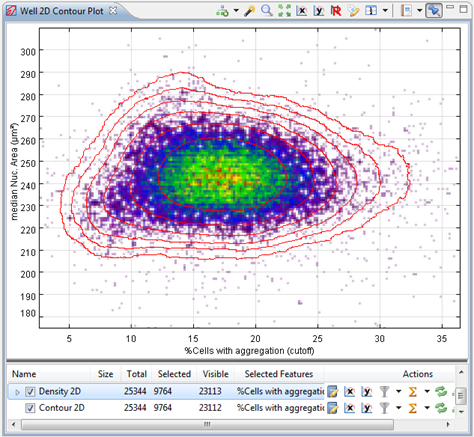 Well 2D Contour Plot
300
290
280
270
260
250
240
230
220
210
200
190
180
median Nuc. Area (µm²)
5 10 15 20 25 30 35
%Cells with aggregation (cutoff)
Name Size Total Selected Visible Selected Features Actions
Density 2D 25344 9764 23113 %Cells with aggregatio
Contour 2D 25344 9764 23112 %Cells with aggregatio